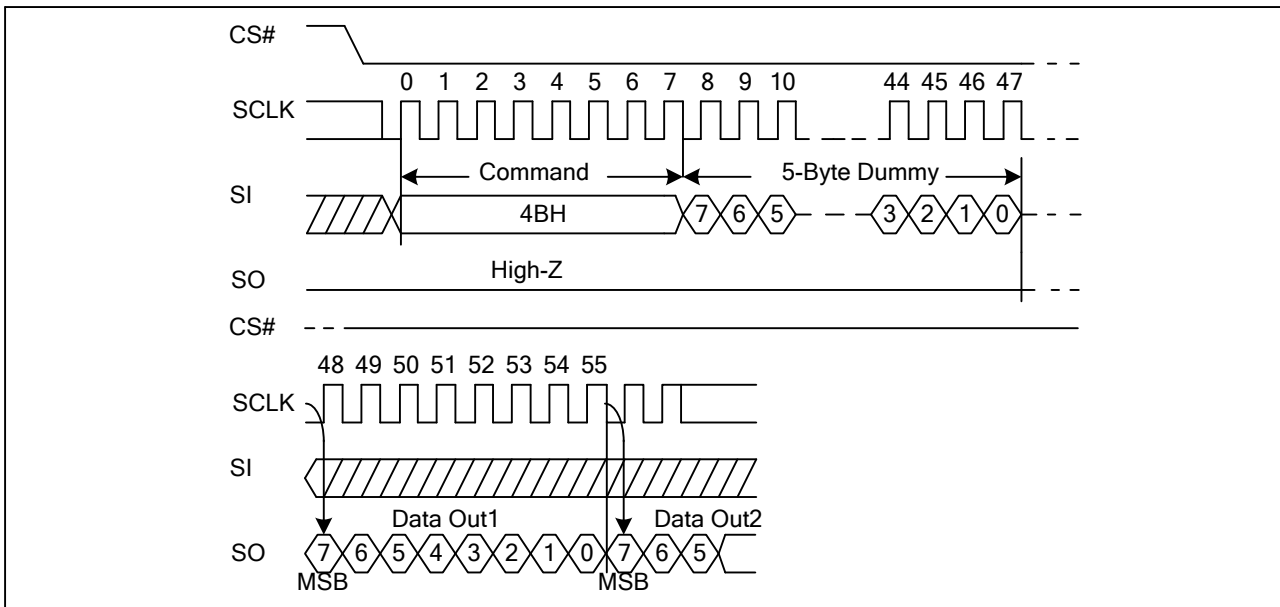 CS#
0 1 2 3 4 5 6 7 8 9 10 44 45 46 47
SCLK
Command 5-Byte Dummy
SI
4BH 7 6 5 3 2 1 0
High-Z
SO
CS#
48 49 50 51 52 53 54 55
SCLK
SI
Data Out1 Data Out2
SO 7 6 5 4 3 2 1 0 7 6 5
MSB MSB